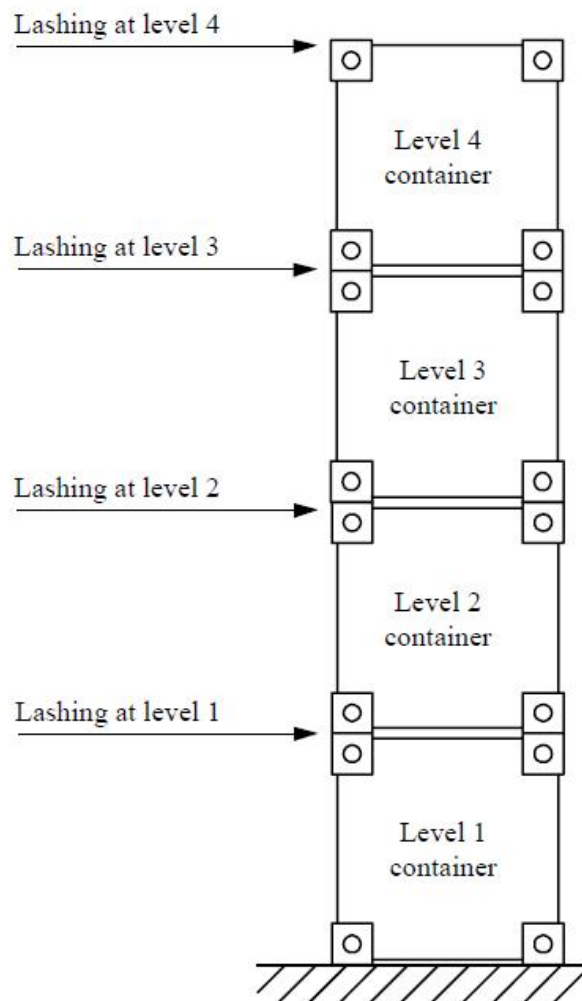 Lashing at level 4
Level 4
container
Lashing at level 3
Level 3
container
Lashing at level 2
Level 2
container
Lashing at level 1
Level 1
container